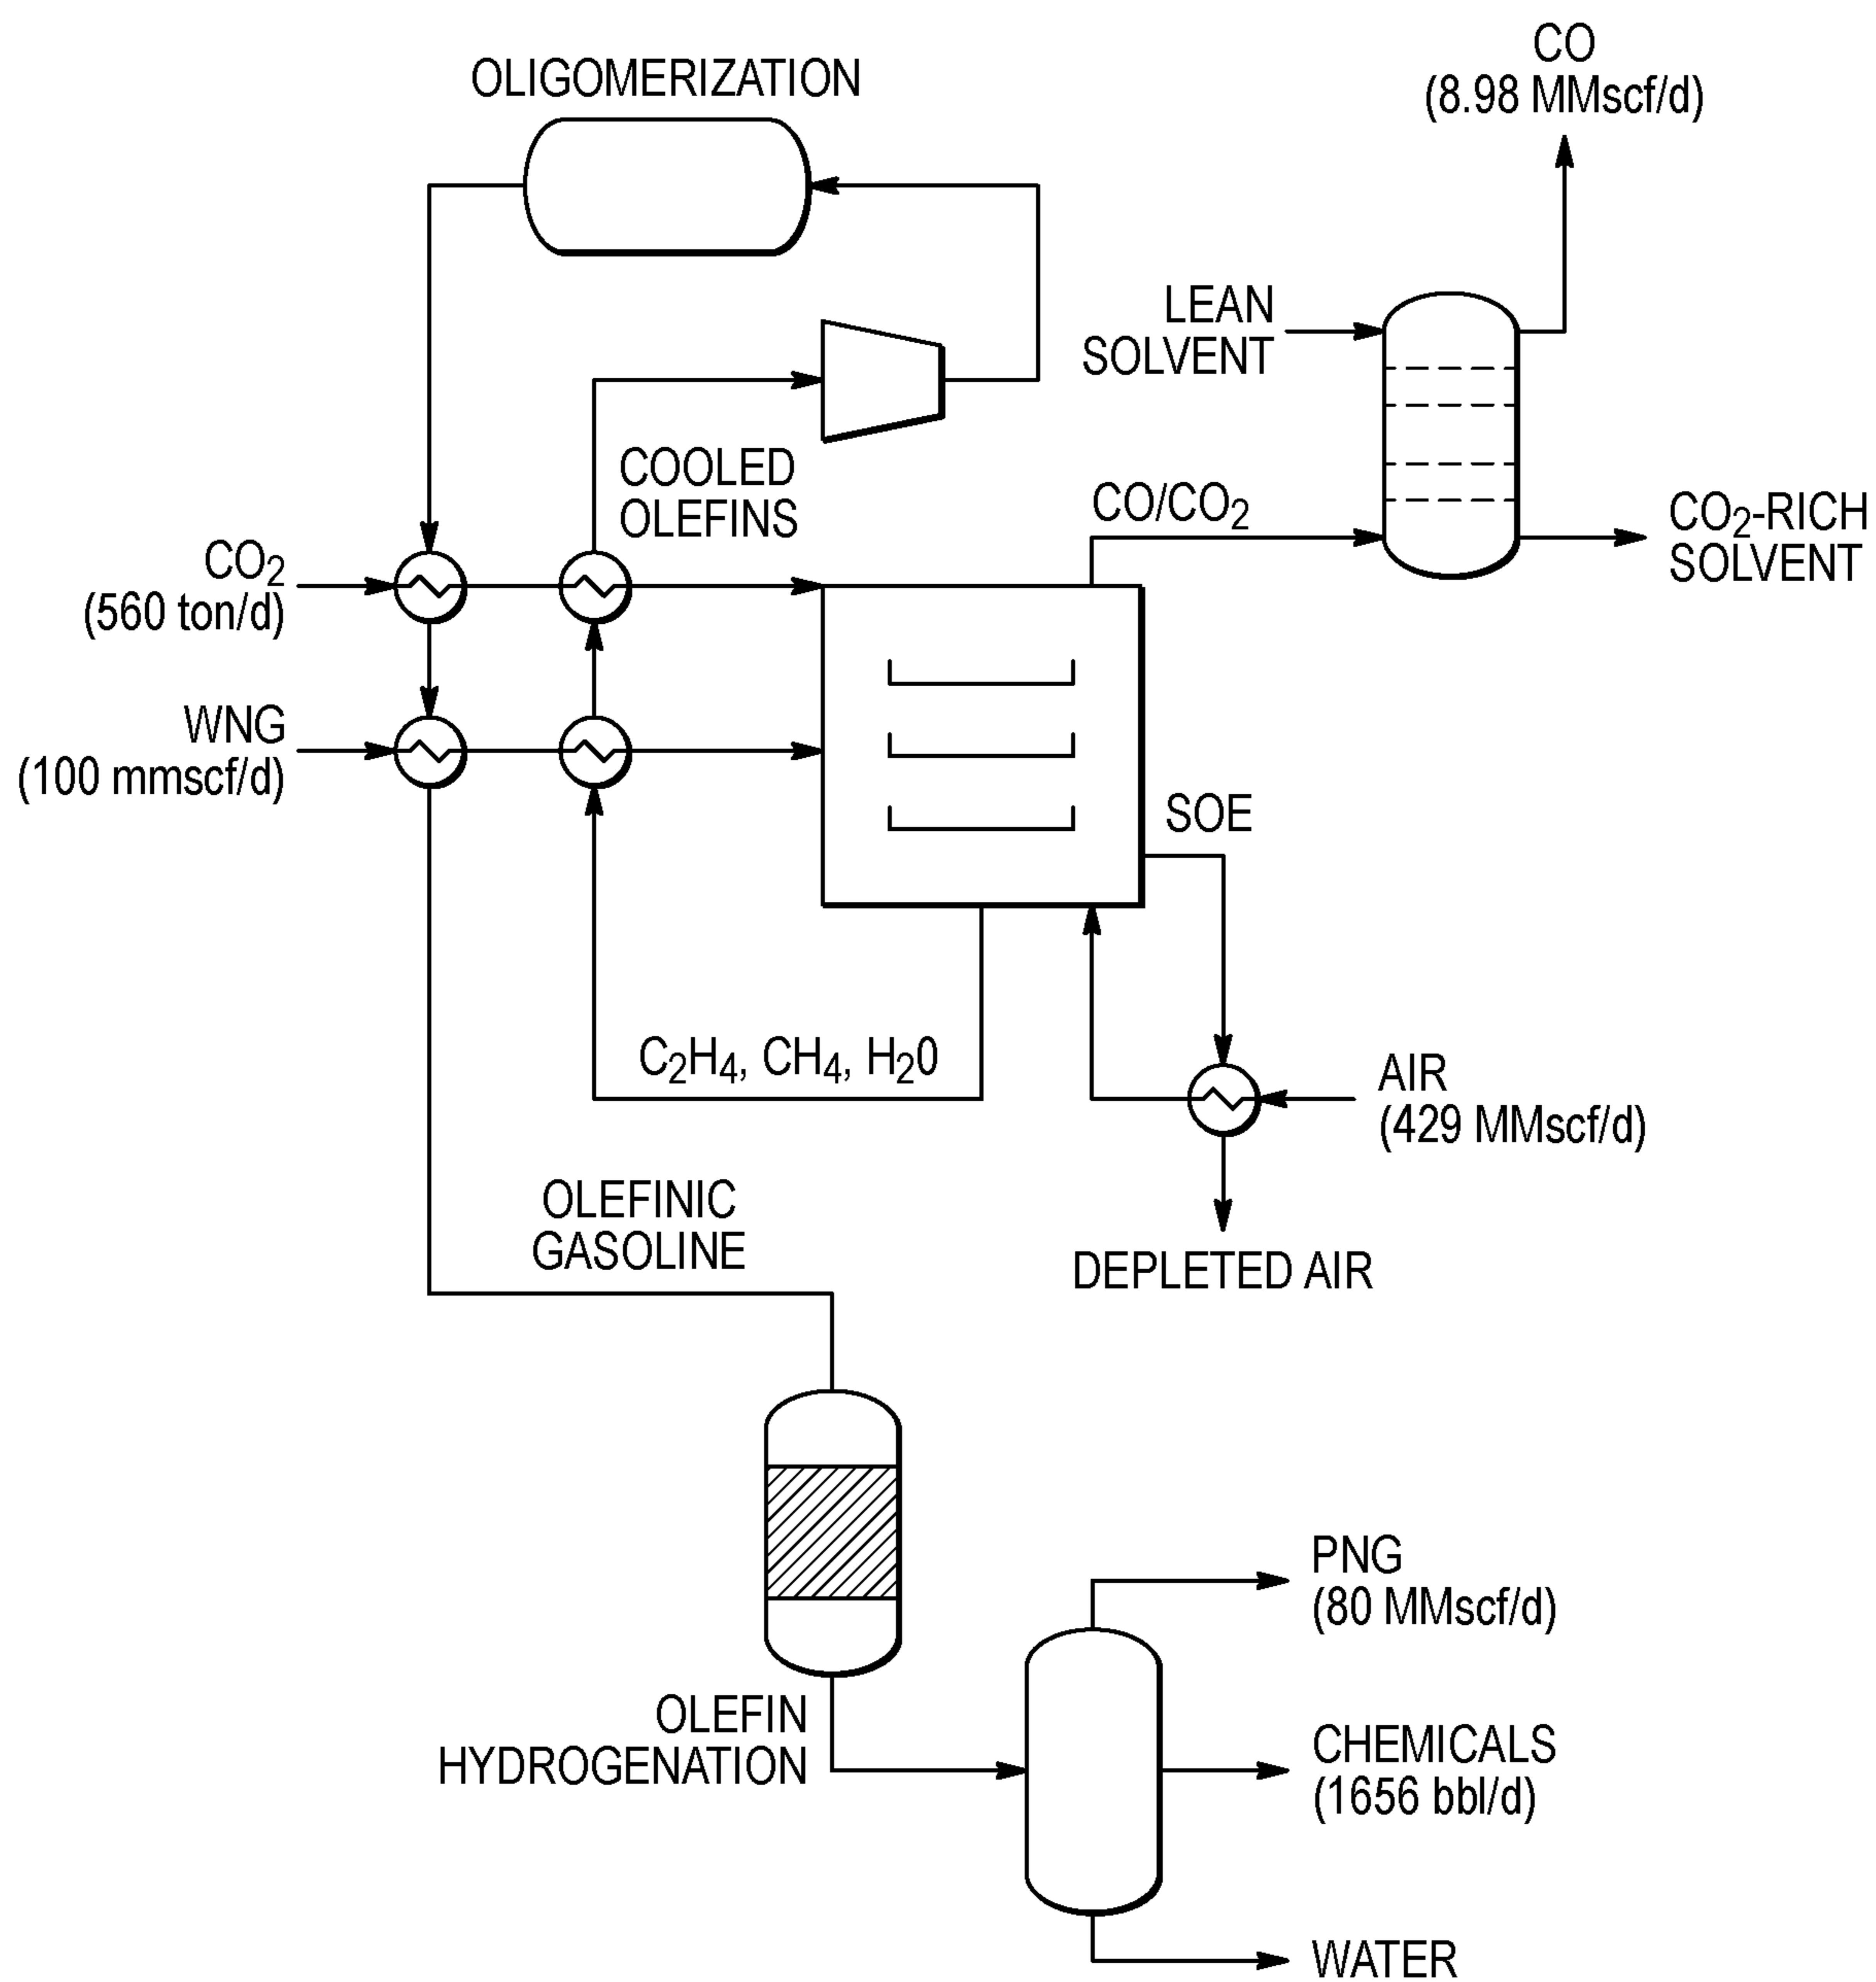 OLIGOMERIZATION
CO
(8.98 MMscf/d)
LEAN
SOLVENT
COOLED
OLEFINS
CO/CO2
CO2-RICH
SOLVENT
CO2
(560 ton/d)
WNG
(100 mmscf/d)
SOE
C2H4, CH4, H20
AIR
(429 MMscf/d)
OLEFINIC
GASOLINE
DEPLETED AIR
PNG
(80 MMscf/d)
OLEFIN
HYDROGENATION
CHEMICALS
(1656 bbl/d)
WATER